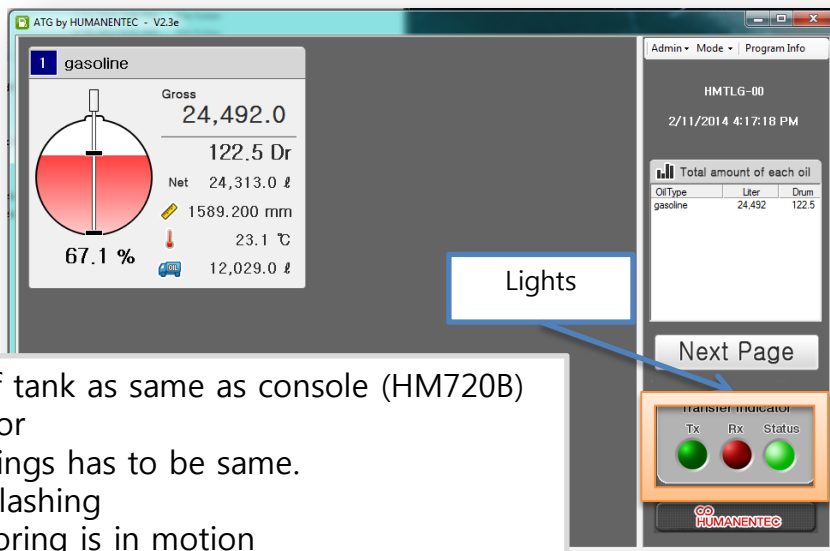 ATG by HUMANENTEC - V2.3e
Admin Mode Program Info
1 gasoline
Gross
24,492.0
122.5 Dr
Net 24,313.0 ℓ
1589.200 mm
23.1 ℃
OIL 12,029.0 ℓ
67.1 %
HMTLG-00
2/11/2014 4:17:18 PM
Total amount of each oil
OilType Liter Drum
gasoline 24,492 122.5
Lights
Next Page
tank as same as console (HM720B)
or
ings has to be same.
lashing
oring is in motion
Transfer Indicator
Tx Rx Status
HUMANENTEC